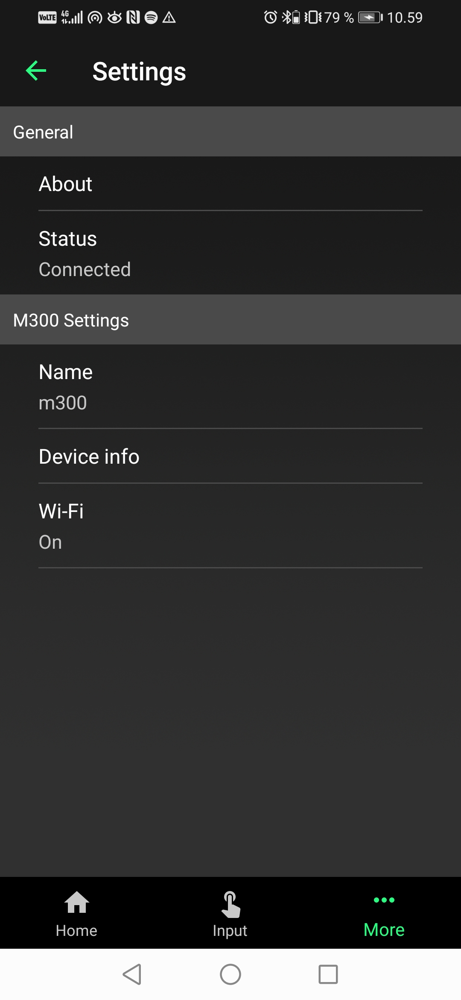 VoLTE 4G 79 % 10.59
Settings
General
About
Status
Connected
M300 Settings
Name
m300
Device info
Wi-Fi
On
Home Input More